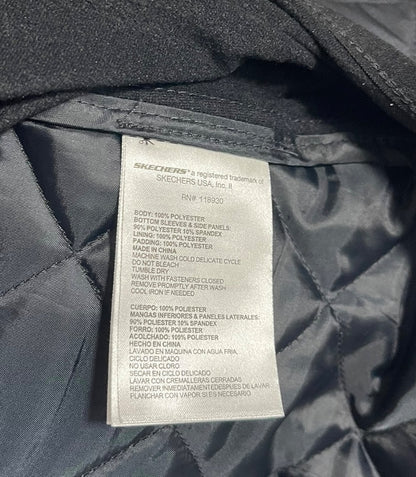 SKECHERS® a registered trademark of
SKECHERS USA, Inc. II
RN#: 118930
BODY: 100% POLYESTER
BOTTOM SLEEVES & SIDE PANELS:
90% POLYESTER 10% SPANDEX
LINING: 100% POLYESTER
PADDING: 100% POLYESTER
MADE IN CHINA
MACHINE WASH COLD DELICATE CYCLE
DO NOT BLEACH
TUMBLE DRY
WASH WITH FASTENERS CLOSED
REMOVE PROMPTLY AFTER WASH
COOL IRON IF NEEDED
CUERPO: 100% POLYESTER
MANGAS INFERIORES & PANELES LATERALES:
90% POLYESTER 10% SPANDEX
FORRO: 100% POLYESTER
ACOLCHADO: 100% POLYESTER
HECHO EN CHINA
LAVADO EN MAQUINA CON AGUA FRIA,
CICLO DELICADO
NO USAR CLORO
SECAR EN CICLO DELICADO
LAVAR CON CREMALLERAS CERRADAS
REMOVER INMEDIATAMENTE DESPUES DE LAVAR
PLANCHAR CON VAPOR SI ES NECESARIO